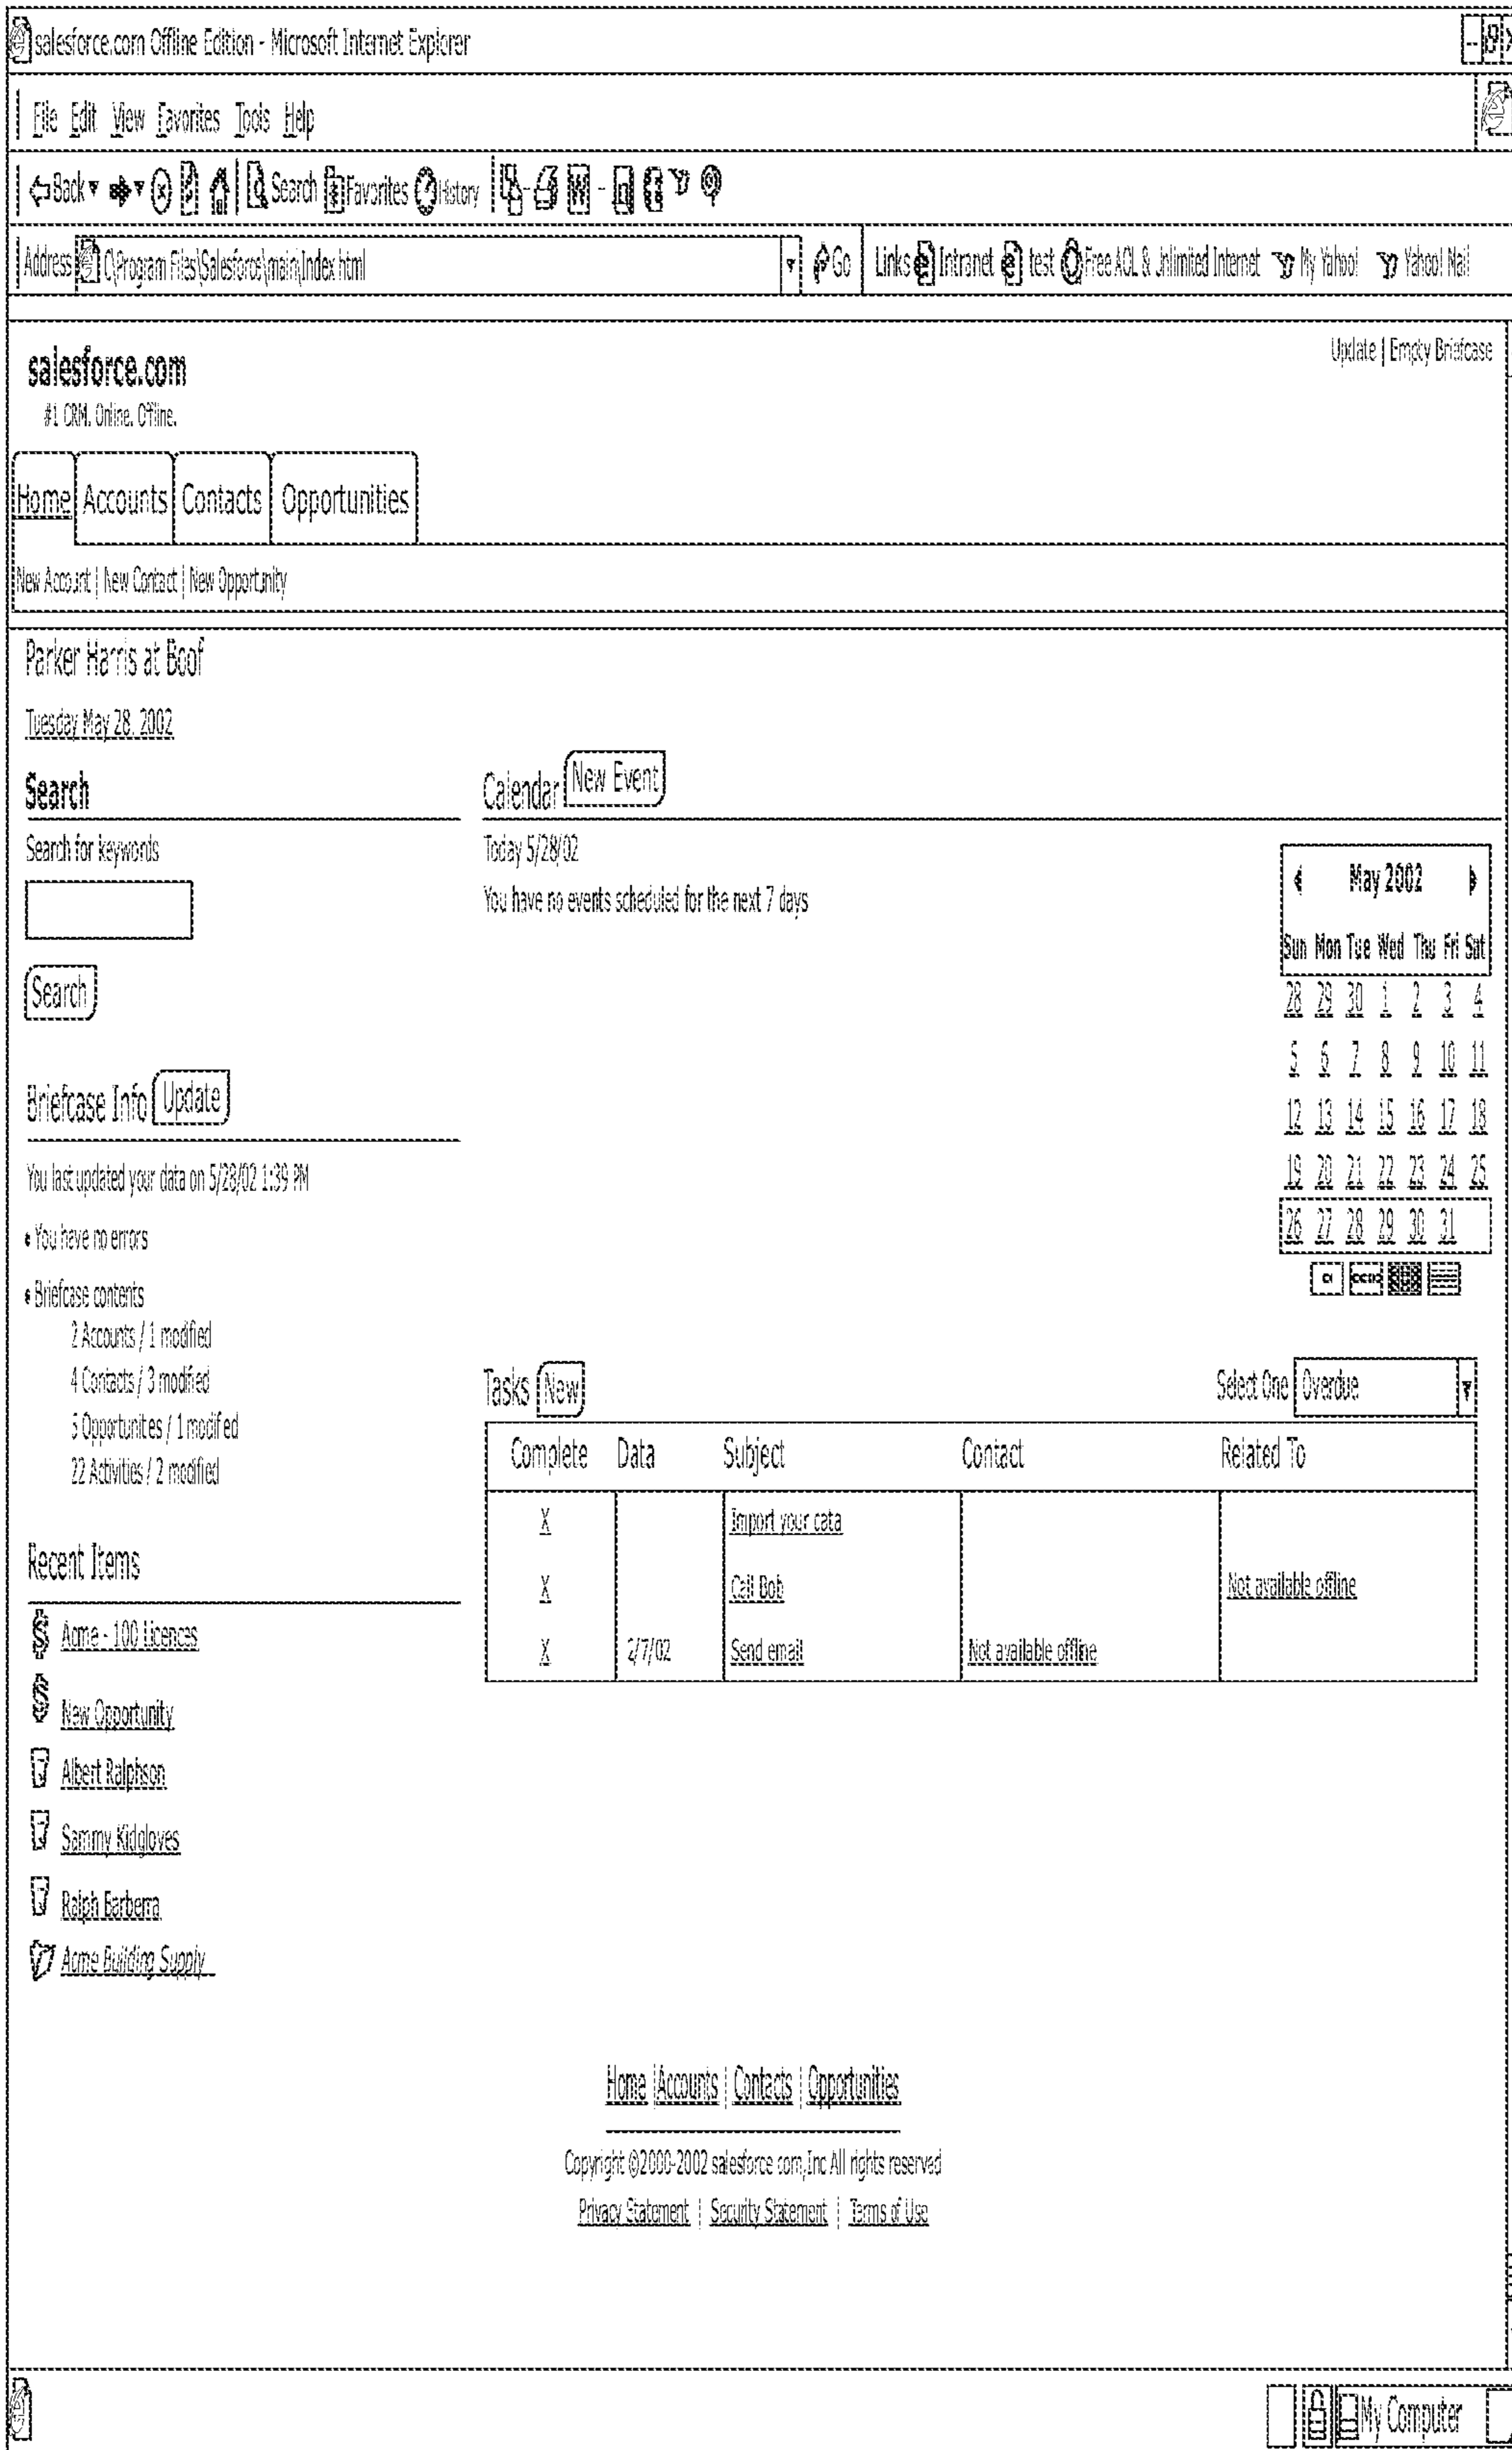 salesforce.com Offline Edition - Microsoft Internet Explorer
File Edit View Favorites Tools Help
Back Search Favorites History W
Address C\Program Files\Salesforce\main\Index html Go Links Intranet test Free AOL & Unlimited Internet My Yahoo! Yahoo! Mail
salesforce.com
Update | Empty Briefcase
#1 CRM. Online. Offline.
Home Accounts Contacts Opportunities
New Account | New Contact | New Opportunity
Parker Harris at Boof
Tuesday May 28. 2002
Search
Search for keywords
Search
Briefcase Info Update
You last updated your data on 5/28/02 1:39 PM
• You have no errors
• Briefcase contents
2 Accounts / 1 modified
4 Contacts / 3 modified
5 Opportunites / 1 modifed
22 Activities / 2 modified
Recent Items
$ Acme - 100 Licences
$ New Opportunity
Albert Ralphson
Sammy Kidgloves
Ralph Barberra
Acme Building Supply
Calendar New Event
Today 5/28/02
You have no events scheduled for the next 7 days
May 2002
Sun Mon Tue Wed Thu Fri Sat
28 29 30 1 2 3 4
5 6 7 8 9 10 11
12 13 14 15 16 17 18
19 20 21 22 23 24 25
26 27 28 29 30 31
Tasks New
Select One Overdue
Complete Data Subject Contact Related To
X Import your data
X Call Bob Not available offline
X 2/7/02 Send email Not available offline
Home | Accounts | Contacts | Opportunities
Copyright ©2000-2002 salesforce com,Inc All rights reserved
Privacy Statement | Security Statement | Terms of Use
My Computer